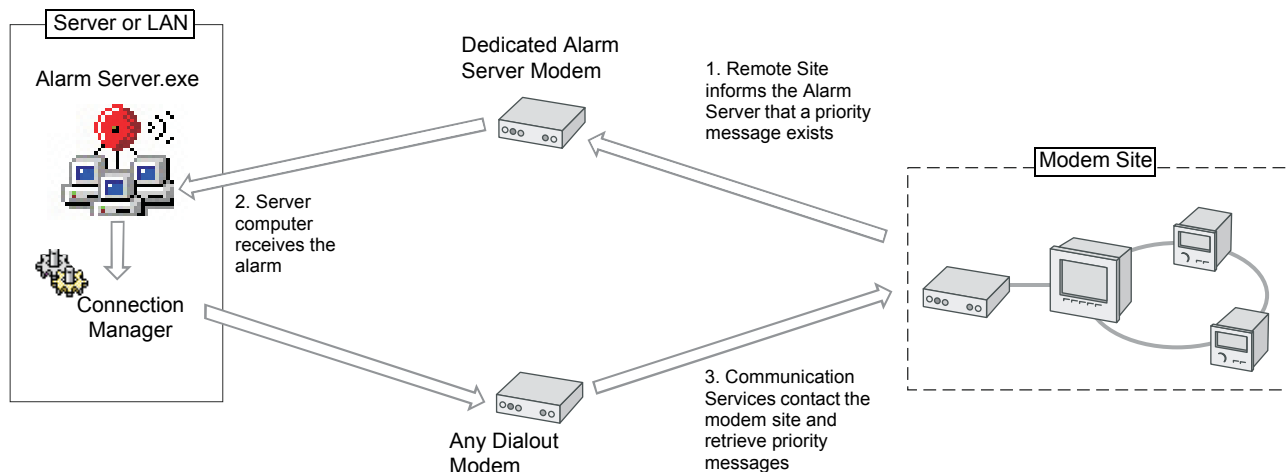 Server or LAN
Alarm Server.exe
Dedicated Alarm
Server Modem
1. Remote Site
informs the Alarm
Server that a priority
message exists
Modem Site
2. Server
computer
receives the
alarm
Connection
Manager
Any Dialout
Modem
3. Communication
Services contact the
modem site and
retrieve priority
messages